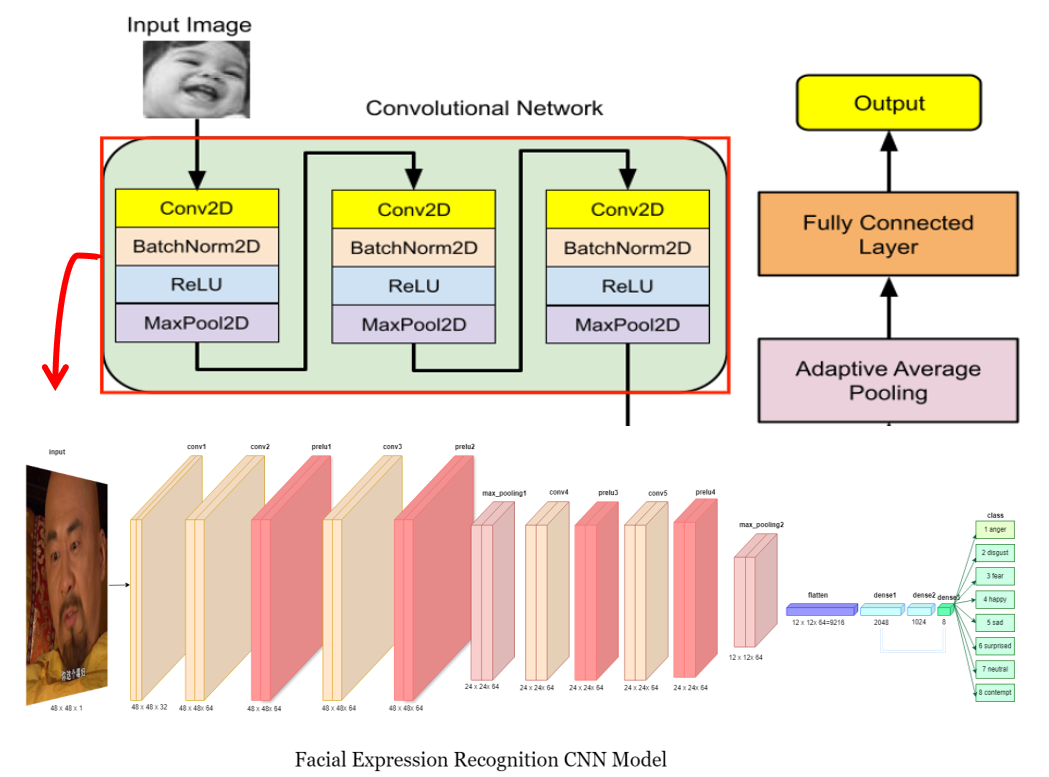 Input Image
Convolutional Network
Output
Conv2D
BatchNorm2D
ReLU
MaxPool2D
Conv2D
BatchNorm2D
ReLU
MaxPool2D
Conv2D
BatchNorm2D
ReLU
MaxPool2D
Fully Connected
Layer
Adaptive Average
Pooling
input
conv1
conv2
prelu1
conv3
prelu2
max_pooling1
conv4
prelu3
conv5
prelu4
max_pooling2
flatten
dense1
dense2
dense3
class
1 anger
2 disgust
3 fear
4 happy
5 sad
6 surprised
7 neutral
8 contempt
48 x 48 x 1
48 x 48 x 32
48 x 48x 64
48 x 48x 64
48 x 48x 64
48 x 48x 64
24 x 24x 64
24 x 24x 64
24 x 24x 64
24 x 24x 64
24 x 24x 64
12 x 12x 64
12 x 12x 64=9216
2048
1024
8
Facial Expression Recognition CNN Model